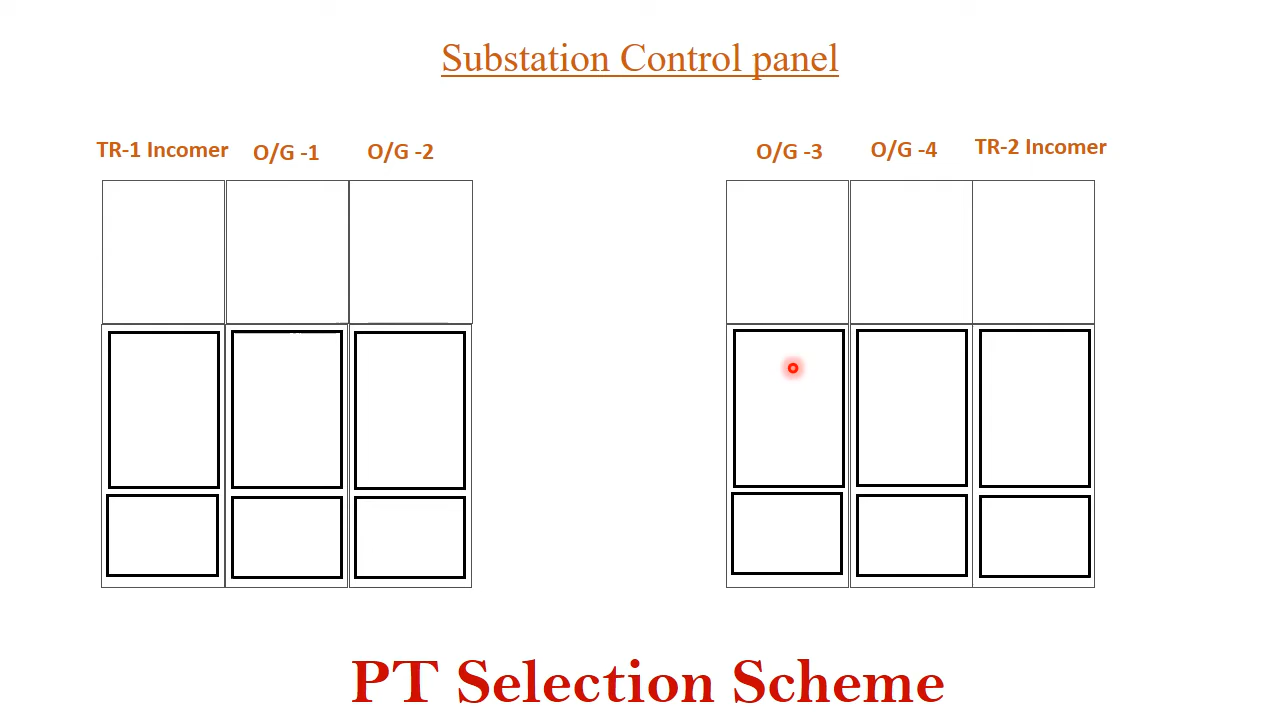 Substation Control panel
TR-1 Incomer O/G -1 O/G -2 O/G -3 O/G -4 TR-2 Incomer
PT Selection Scheme